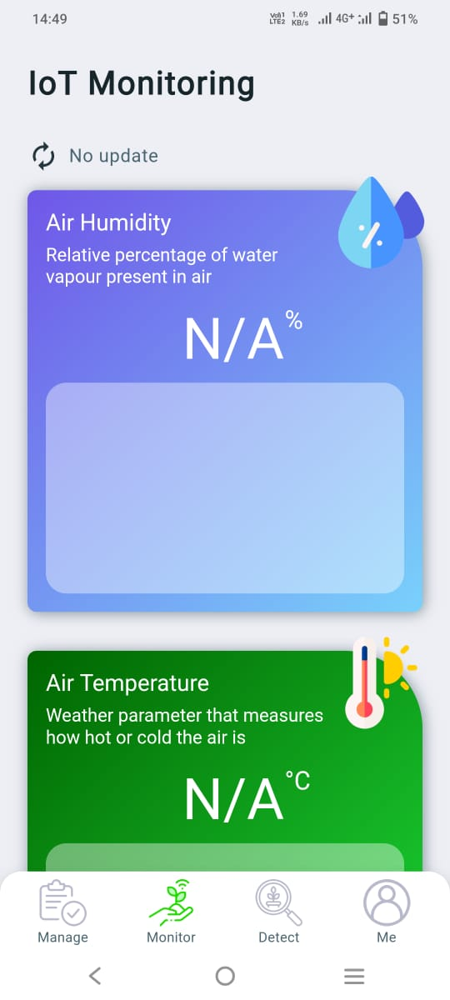 14:49
Vo))1
LTE2
1.69
KB/s
4G+
51%
IoT Monitoring
No update
Air Humidity
Relative percentage of water
vapour present in air
N/A%
Air Temperature
Weather parameter that measures
how hot or cold the air is
N/A°C
Manage
Monitor
Detect
Me